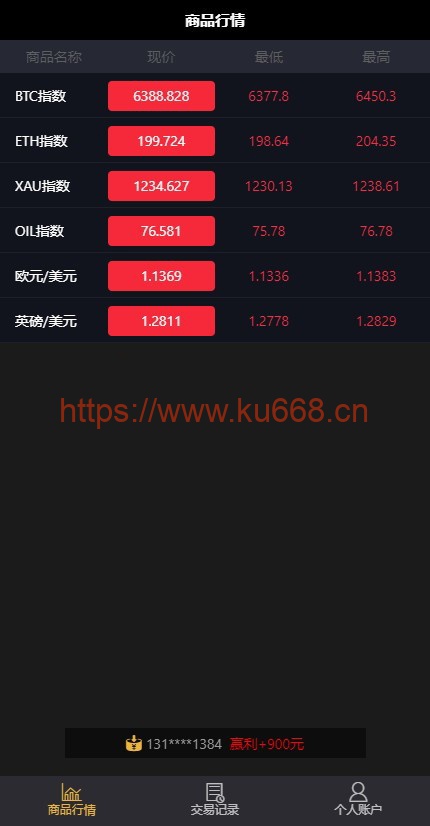 商品行情
商品名称 现价 最低 最高
BTC指数 6388.828 6377.8 6450.3
ETH指数 199.724 198.64 204.35
XAU指数 1234.627 1230.13 1238.61
OIL指数 76.581 75.78 76.78
欧元/美元 1.1369 1.1336 1.1383
英磅/美元 1.2811 1.2778 1.2829
https://www.ku668.cn
131****1384 赢利+900元
商品行情 交易记录 个人账户